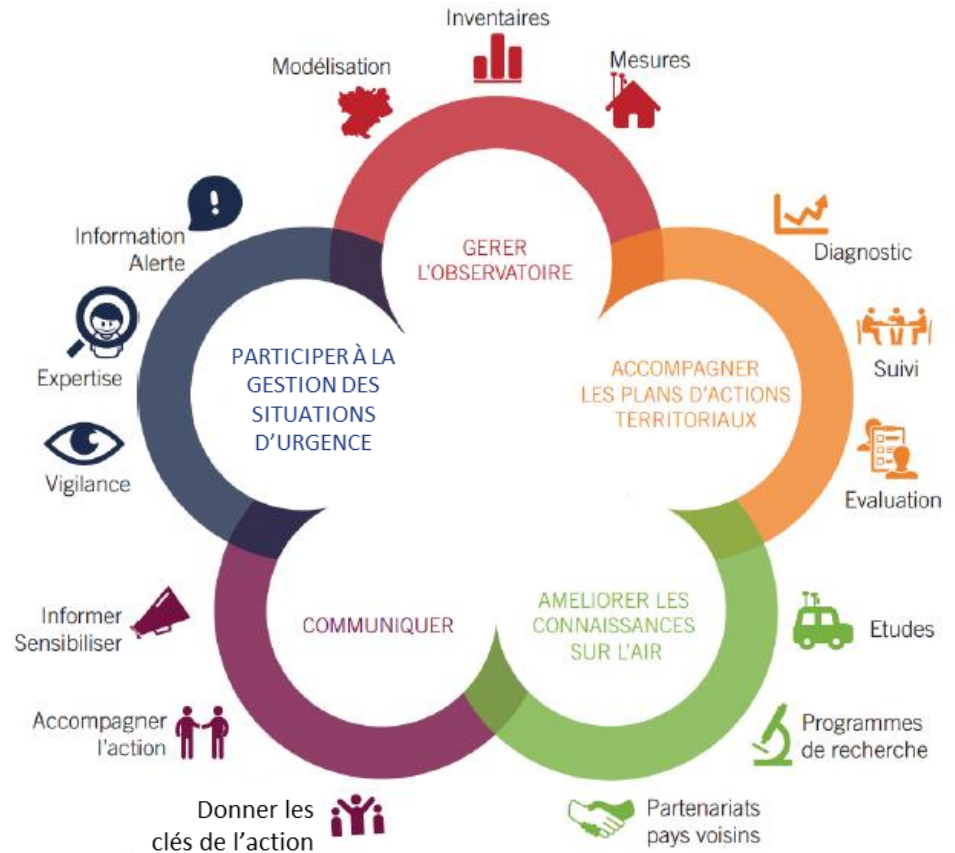 Inventaires
Modélisation
Mesures
GERER
L'OBSERVATOIRE
Information
Alerte
Expertise
Vigilance
PARTICIPER À LA
GESTION DES
SITUATIONS
D’URGENCE
Diagnostic
Suivi
Evaluation
ACCOMPAGNER
LES PLANS D'ACTIONS
TERRITORIAUX
Informer
Sensibiliser
Accompagner
l'action
Donner les
clés de l’action
COMMUNIQUER
AMELIORER LES
CONNAISSANCES
SUR L'AIR
Etudes
Programmes
de recherche
Partenariats
pays voisins